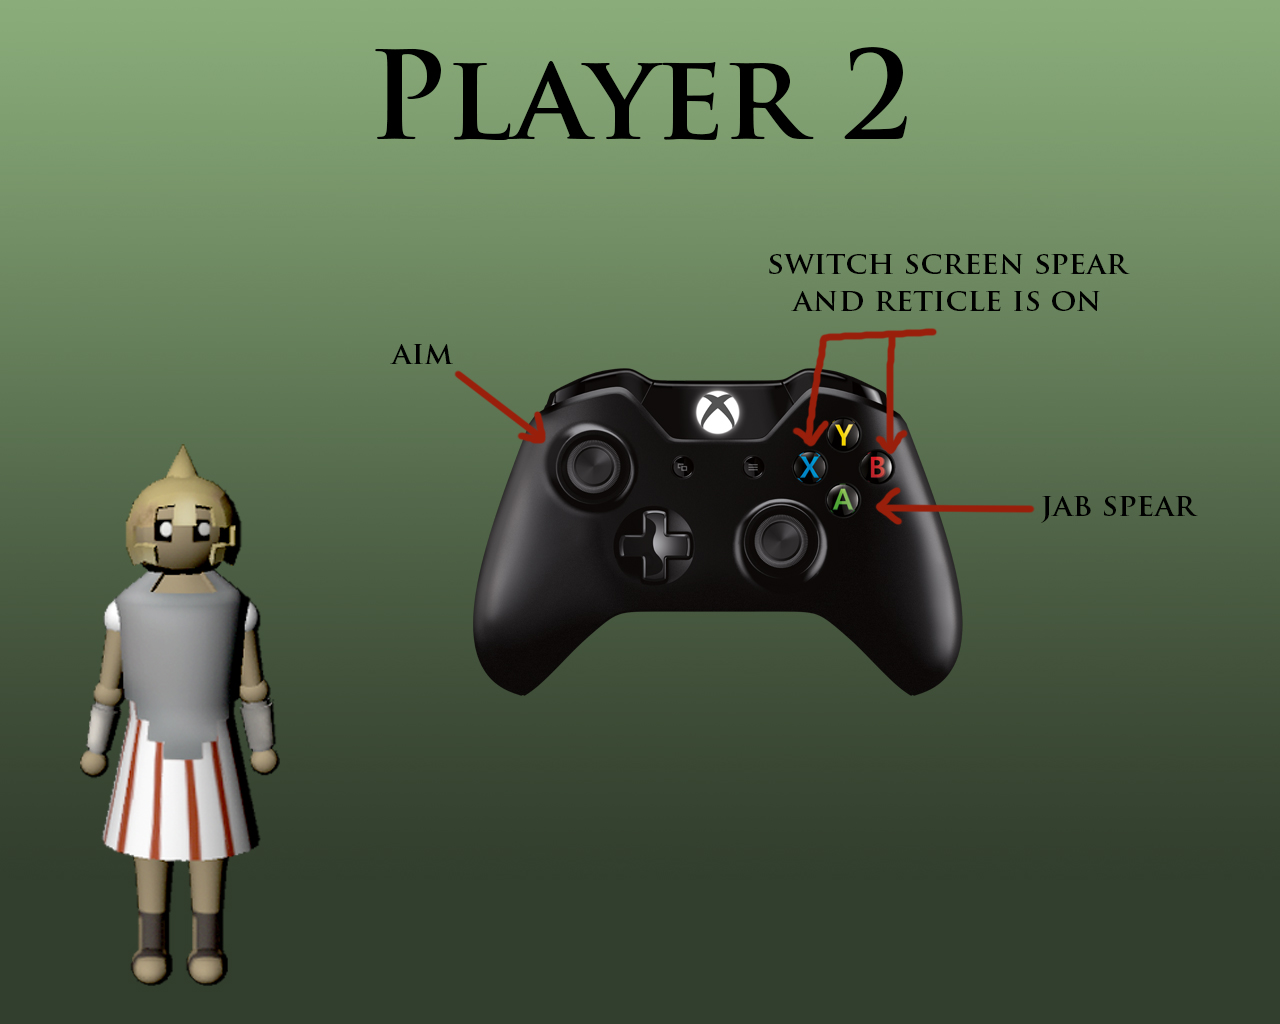 PLAYER 2
SWITCH SCREEN SPEAR
AND RETICLE IS ON
AIM
Y
X
B
A
JAB SPEAR